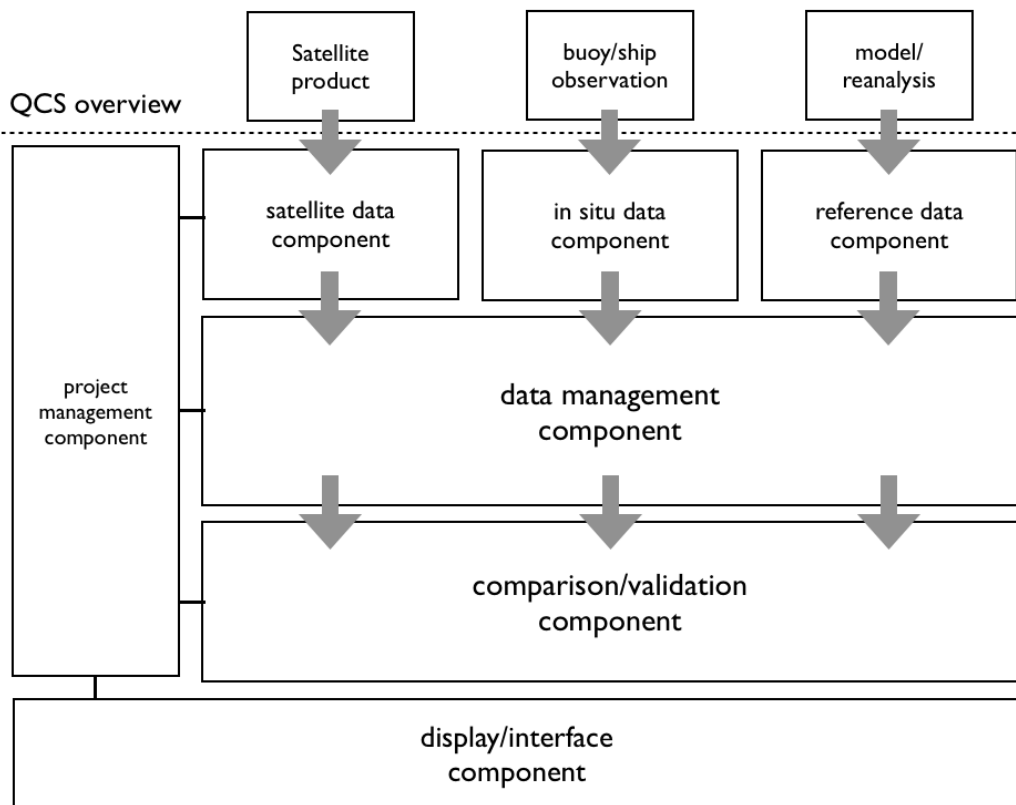 Satellite
product
buoy/ship
observation
model/
reanalysis
QCS overview
satellite data
component
in situ data
component
reference data
component
project
management
component
data management
component
comparison/validation
component
display/interface
component